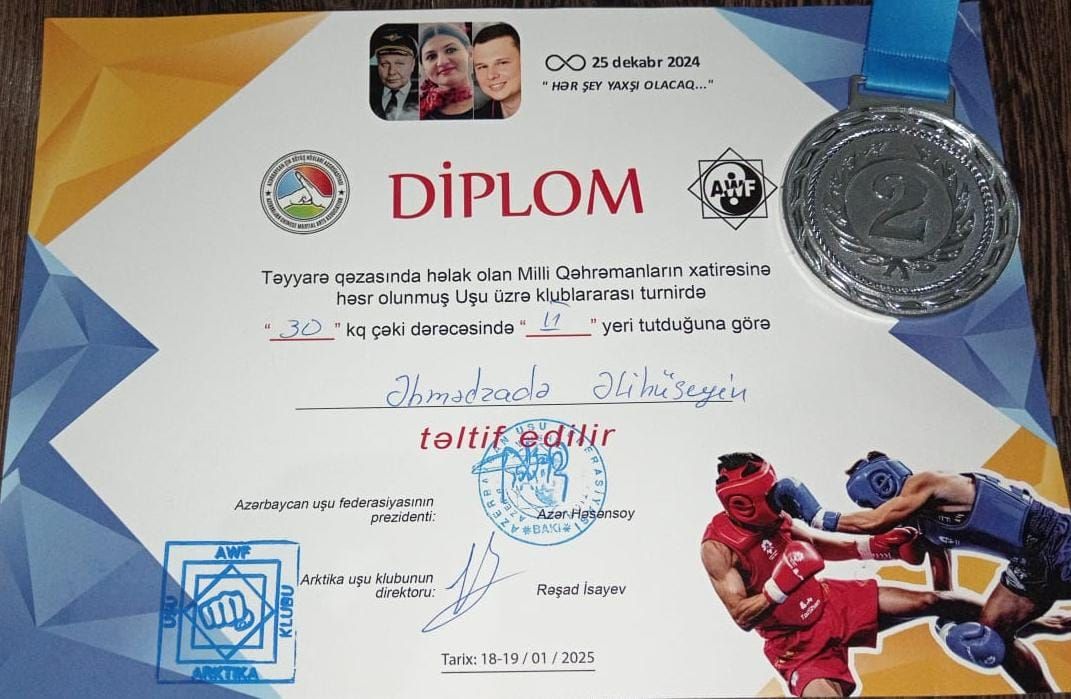 25 dekabr 2024
"HƏR ŞEY YAXŞI OLACAQ..."
DİPLOM
AWF
2
Təyyarə qəzasında həlak olan Milli Qəhrəmanların xatirəsinə
həsr olunmuş Uşu üzrə klublararası turnirdə
"30" kq çəki dərəcəsində "II" yeri tutduğuna görə
Əhmədzadə Əlihüseyin
təltif edilir
Azərbaycan uşu federasiyasının
prezidenti:
Azər Həsənsoy
*BAKI*
Arktika uşu klubunun
direktoru:
Rəşad İsayev
AWF
UŞU
KLUBU
ARKTIKA
Tarix: 18-19 / 01 / 2025